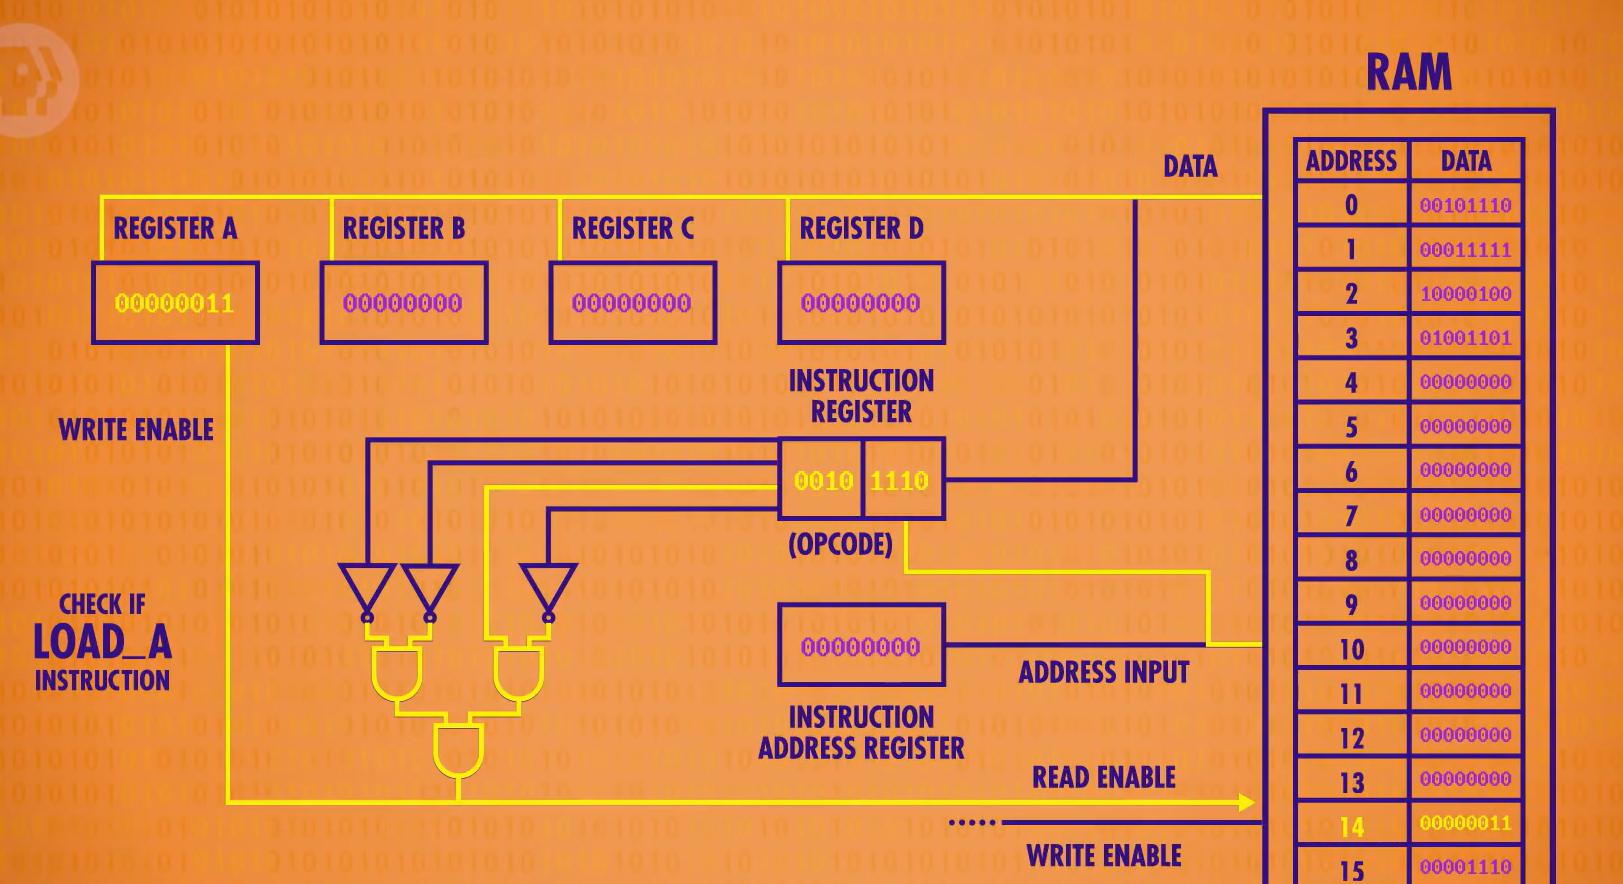 RAM
DATA
ADDRESS DATA
0 00101110
1 00011111
2 10000100
3 01001101
4 00000000
5 00000000
6 00000000
7 00000000
8 00000000
9 00000000
10 00000000
11 00000000
12 00000000
13 00000000
14 00000011
15 00001110
REGISTER A
00000011
REGISTER B
00000000
REGISTER C
00000000
REGISTER D
00000000
INSTRUCTION
REGISTER
0010 1110
(OPCODE)
WRITE ENABLE
CHECK IF
LOAD_A
INSTRUCTION
00000000
INSTRUCTION
ADDRESS REGISTER
ADDRESS INPUT
READ ENABLE
WRITE ENABLE